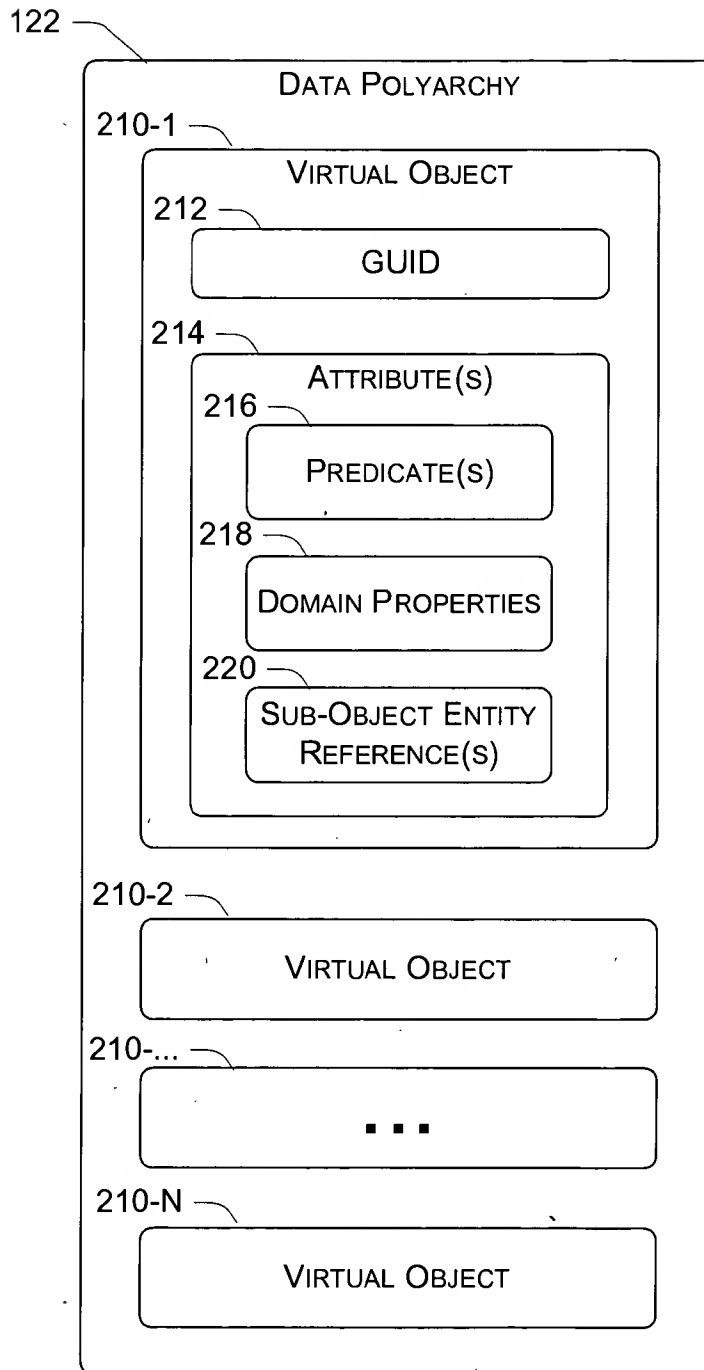 122
DATA POLYARCHY
210-1
VIRTUAL OBJECT
212
GUID
214
ATTRIBUTE(S)
216
PREDICATE(S)
218
DOMAIN PROPERTIES
220
SUB-OBJECT ENTITY
REFERENCE(S)
210-2
VIRTUAL OBJECT
210-...
...
210-N
VIRTUAL OBJECT